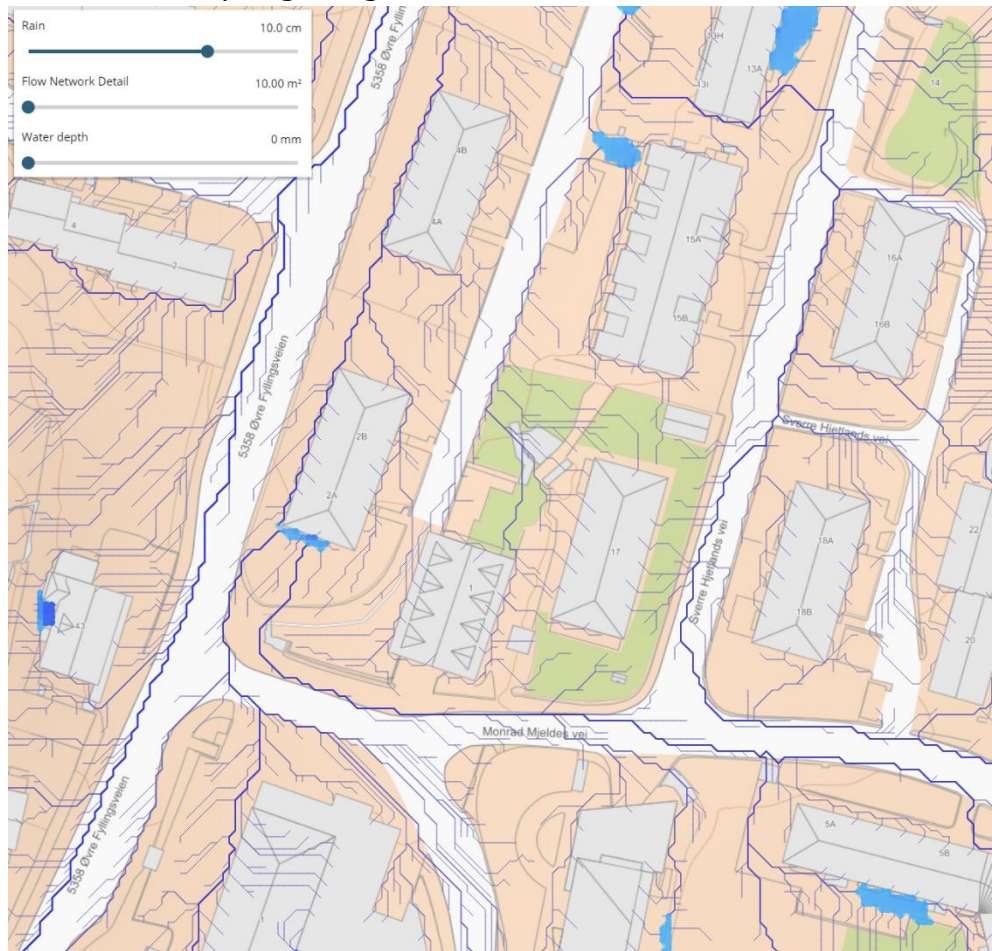 Rain 10.0 cm
Flow Network Detail 10.00 m²
Water depth 0 mm
5358 Øvre Fyllingsveien
13H
13I
13A
14
4B
4A
15A
15B
16A
16B
4
2
5358 Øvre Fyllingsveien
2B
2A
Sverre Hjetlands vei
17
1
18A
18B
Sverre Hjetlands vei
22
20
43
Monrad Mjeldes vei
5A
5B
5358 Øvre Fyllingsveien
1